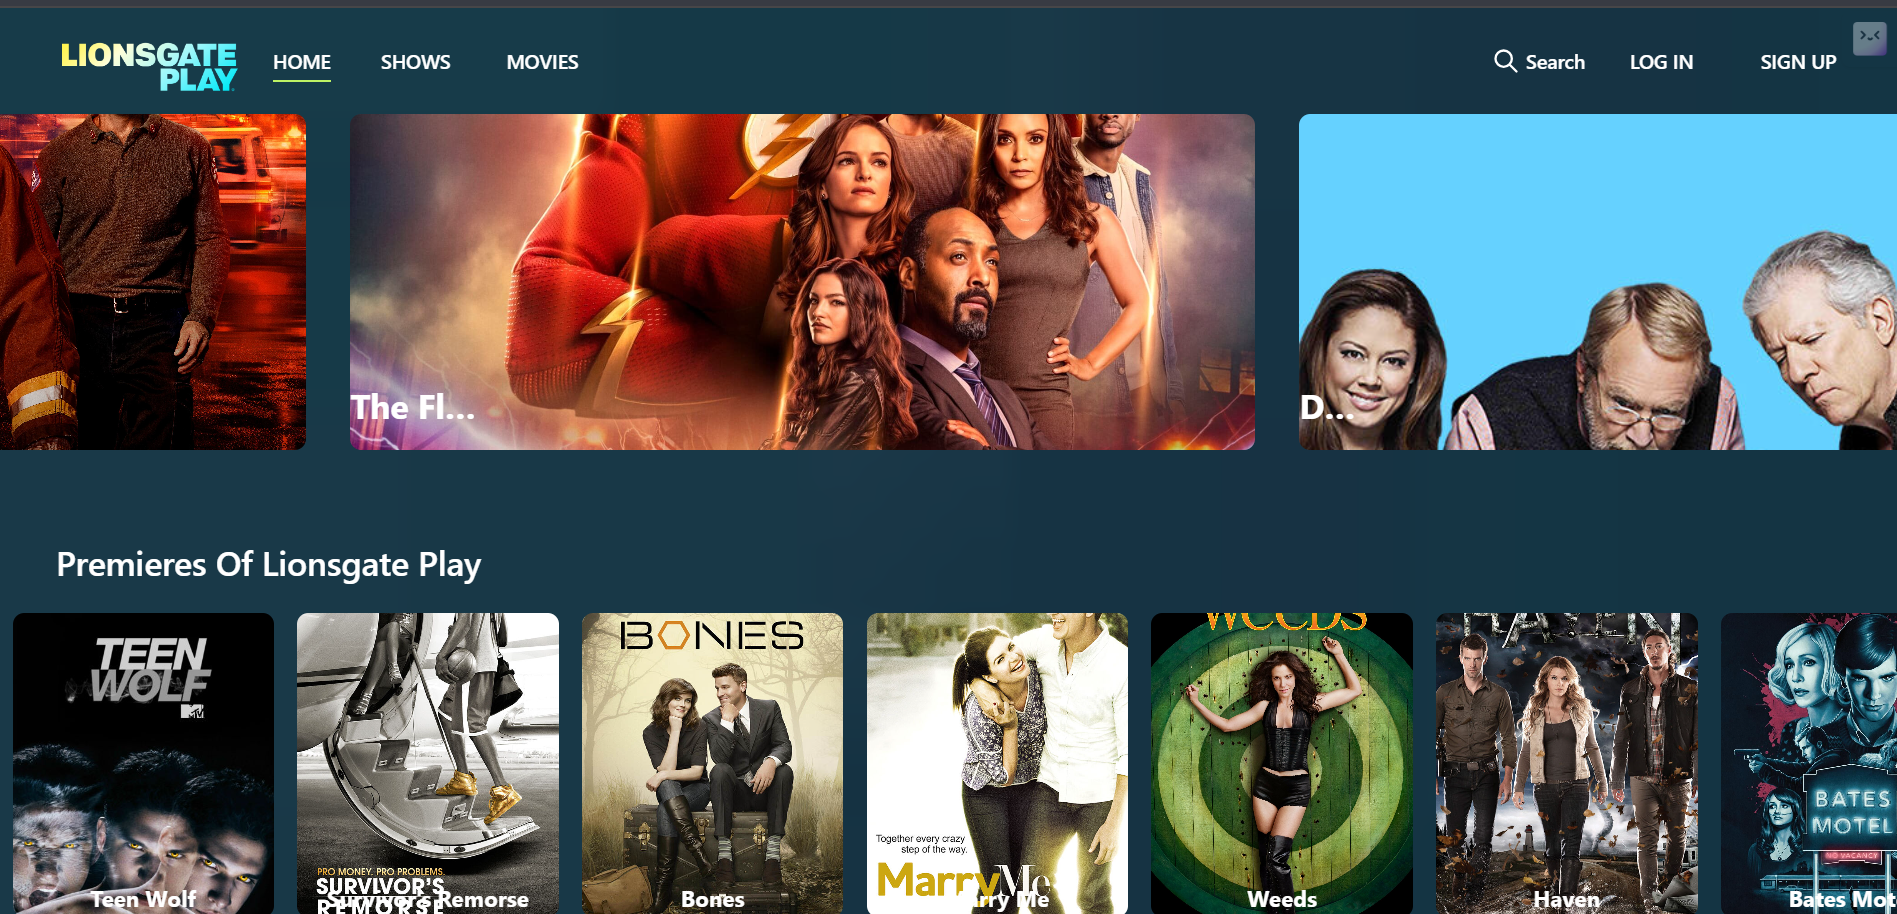 LIONSGATE
PLAY
HOME
SHOWS
MOVIES
Search
LOG IN
SIGN UP
The Fl...
D...
Premieres Of Lionsgate Play
TEEN
WOLF
MTV
Teen Wolf
PRO MONEY. PRO PROBLEMS.
SURVIVOR'S
REMORSE
Survivor's Remorse
BONES
Bones
Together every crazy
step of the way.
MarryMe
Marry Me
WEEDS
Weeds
HAVEN
Haven
BATES
MOTEL
NO VACANCY
Bates Mot